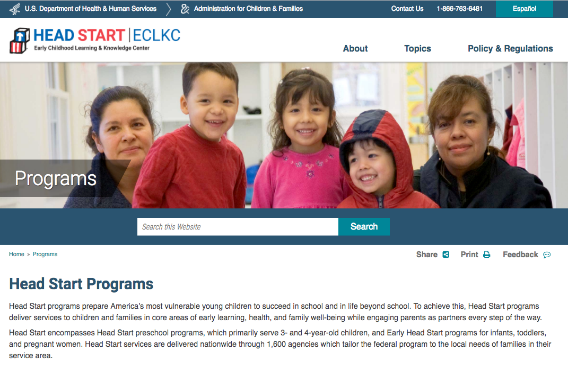 U.S. Department of Health & Human Services Administration for Children & Families Contact Us 1-866-763-6481 Español
HEAD START | ECLKC
Early Childhood Learning & Knowledge Center
About Topics Policy & Regulations
Programs
Search this Website Search
Home » Programs Share Print Feedback
Head Start Programs
Head Start programs prepare America's most vulnerable young children to succeed in school and in life beyond school. To achieve this, Head Start programs
deliver services to children and families in core areas of early learning, health, and family well-being while engaging parents as partners every step of the way.
Head Start encompasses Head Start preschool programs, which primarily serve 3- and 4-year-old children, and Early Head Start programs for infants, toddlers,
and pregnant women. Head Start services are delivered nationwide through 1,600 agencies which tailor the federal program to the local needs of families in their
service area.